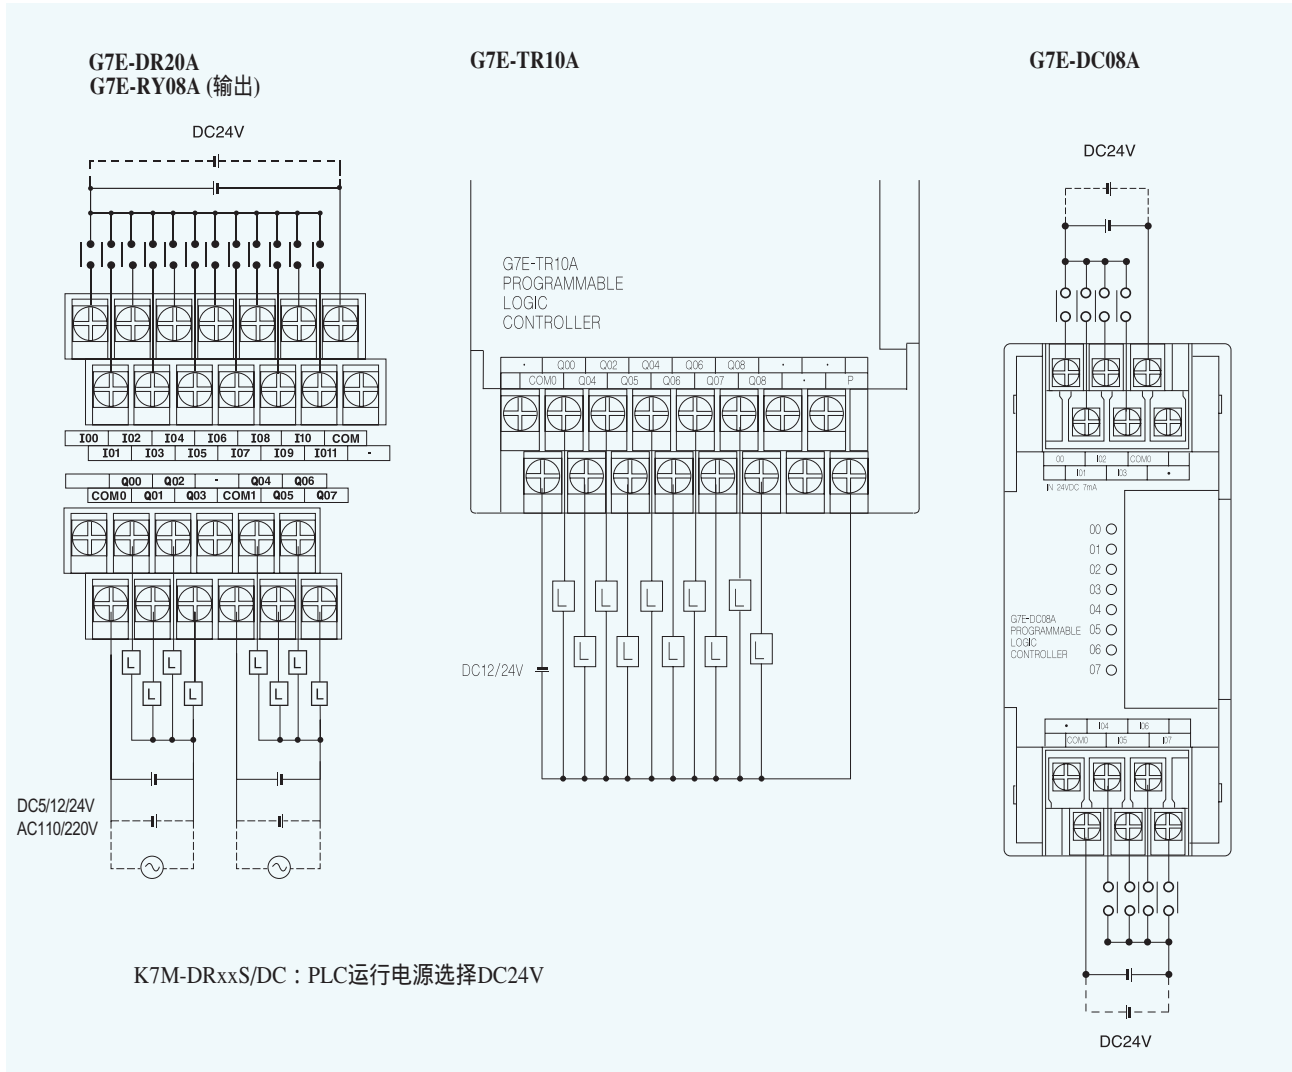 G7E-DR20A
G7E-RY08A (输出)
DC24V
I00 I02 I04 I06 I08 I10 COM
I01 I03 I05 I07 I09 I011 -
Q00 Q02 - Q04 Q06
COM0 Q01 Q03 COM1 Q05 Q07
L L L L
L L L L
DC5/12/24V
AC110/220V
K7M-DRxxS/DC：PLC运行电源选择DC24V
G7E-TR10A
G7E-TR10A
PROGRAMMABLE
LOGIC
CONTROLLER
· Q00 Q02 Q04 Q06 Q08 · ·
COM0 Q04 Q05 Q06 Q07 Q08 · P
L L L L L
L L L L L
DC12/24V
G7E-DC08A
DC24V
00 I02 COM0
I01 I03 •
IN 24VDC 7mA
00
01
02
03
04
05
06
07
G7E-DC08A
PROGRAMMABLE
LOGIC
CONTROLLER
• I04 I06
COM0 I05 I07
DC24V